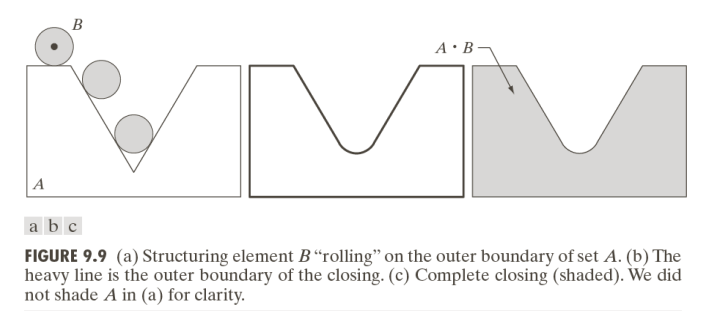 B
A • B
A
a b c
FIGURE 9.9 (a) Structuring element B “rolling” on the outer boundary of set A. (b) The
heavy line is the outer boundary of the closing. (c) Complete closing (shaded). We did
not shade A in (a) for clarity.